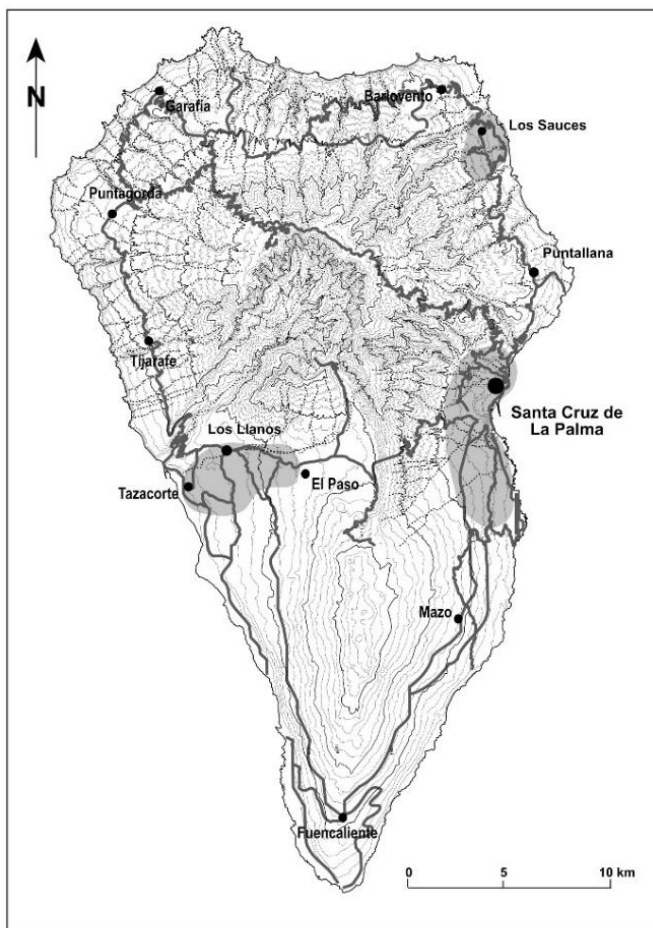 N
Garafía
Barlovento
Los Sauces
Puntagorda
Puntallana
Tijarafe
Santa Cruz de
La Palma
Los Llanos
Tazacorte
El Paso
Mazo
Fuencaliente
0 5 10 km